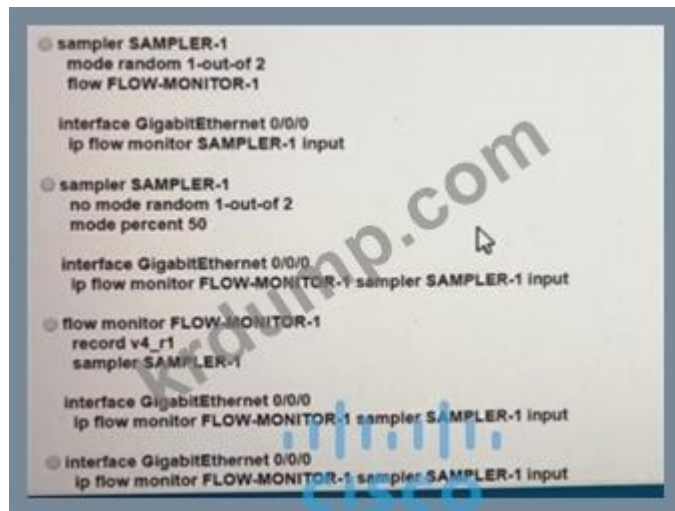 sampler SAMPLER-1
mode random 1-out-of 2
flow FLOW-MONITOR-1
interface GigabitEthernet 0/0/0
ip flow monitor SAMPLER-1 input
sampler SAMPLER-1
no mode random 1-out-of 2
mode percent 50
interface GigabitEthernet 0/0/0
ip flow monitor FLOW-MONITOR-1 sampler SAMPLER-1 input
flow monitor FLOW-MONITOR-1
record v4_r1
sampler SAMPLER-1
interface GigabitEthernet 0/0/0
ip flow monitor FLOW-MONITOR-1 sampler SAMPLER-1 input
interface GigabitEthernet 0/0/0
ip flow monitor FLOW-MONITOR-1 sampler SAMPLER-1 input
krdump.com
cisco